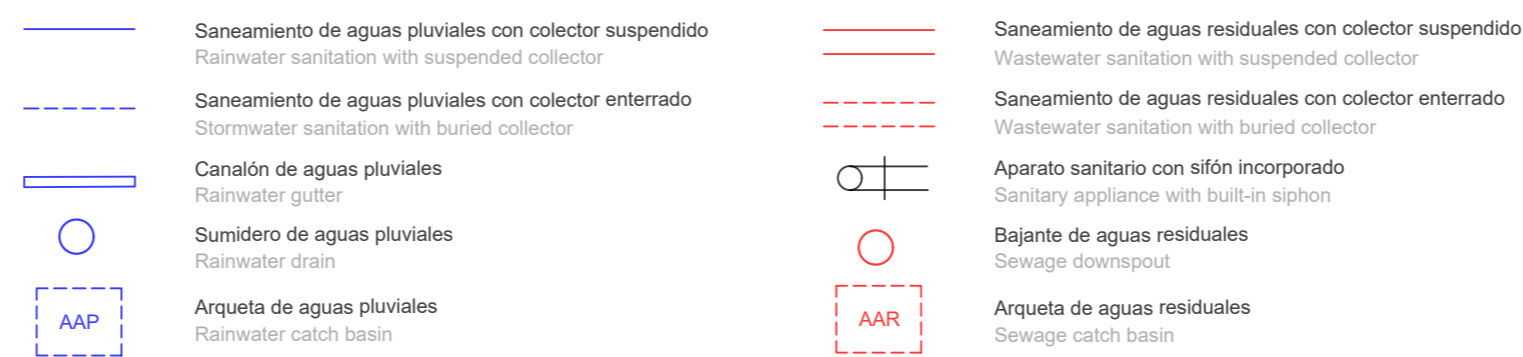 Saneamiento de aguas pluviales con colector suspendido
Rainwater sanitation with suspended collector
Saneamiento de aguas pluviales con colector enterrado
Stormwater sanitation with buried collector
Canalón de aguas pluviales
Rainwater gutter
Sumidero de aguas pluviales
Rainwater drain
AAP
Arqueta de aguas pluviales
Rainwater catch basin
Saneamiento de aguas residuales con colector suspendido
Wastewater sanitation with suspended collector
Saneamiento de aguas residuales con colector enterrado
Wastewater sanitation with buried collector
Aparato sanitario con sifón incorporado
Sanitary appliance with built-in siphon
Bajante de aguas residuales
Sewage downspout
AAR
Arqueta de aguas residuales
Sewage catch basin